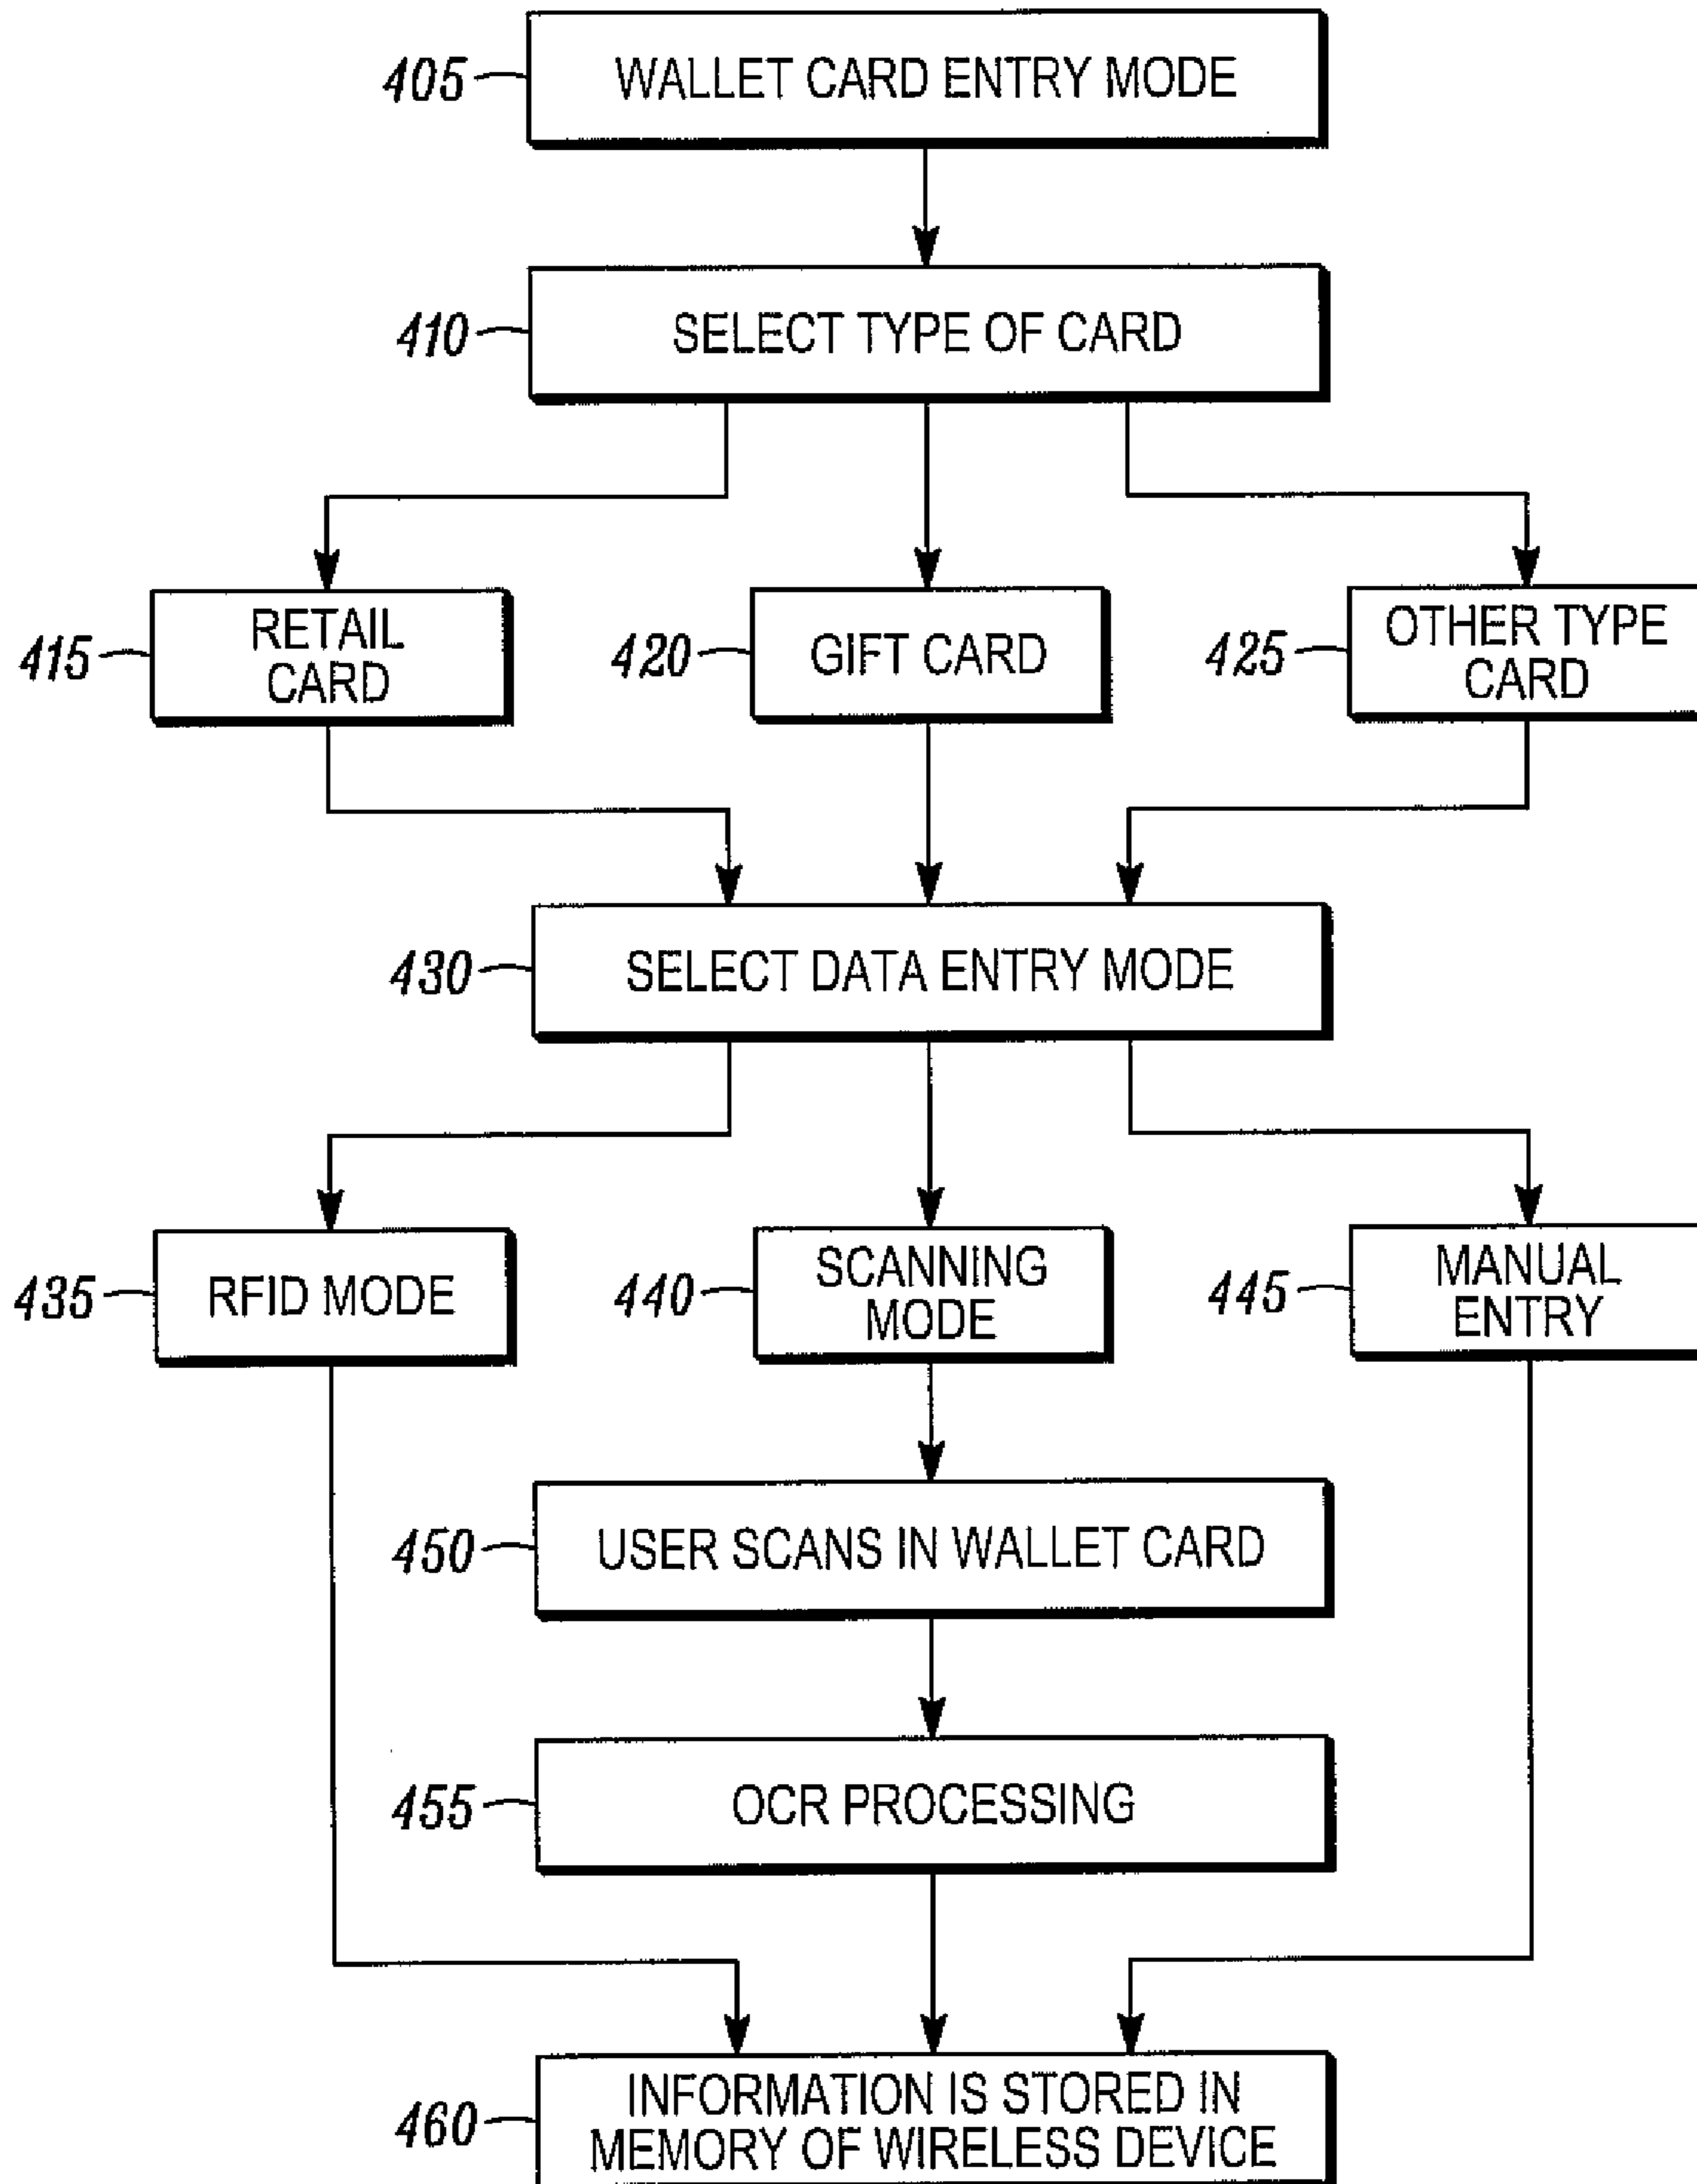 405 WALLET CARD ENTRY MODE
410 SELECT TYPE OF CARD
415 RETAIL
CARD
420 GIFT CARD
425 OTHER TYPE
CARD
430 SELECT DATA ENTRY MODE
435 RFID MODE
440 SCANNING
MODE
445 MANUAL
ENTRY
450 USER SCANS IN WALLET CARD
455 OCR PROCESSING
460 INFORMATION IS STORED IN
MEMORY OF WIRELESS DEVICE